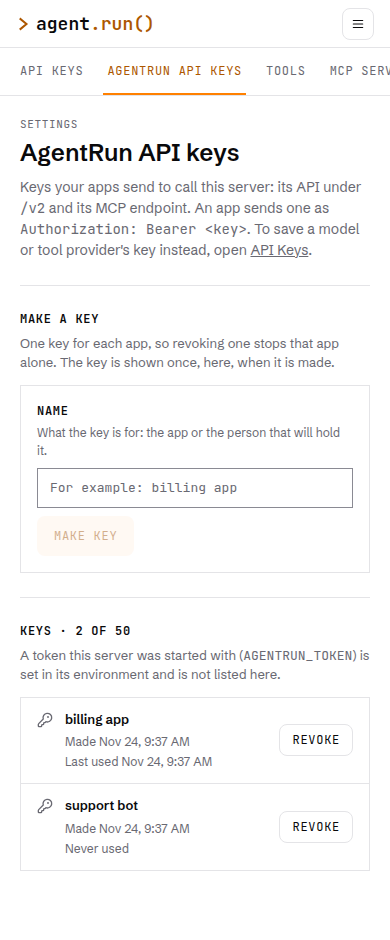 agent.run()
API KEYS
AGENTRUN API KEYS
TOOLS
MCP SERV
SETTINGS
AgentRun API keys
Keys your apps send to call this server: its API under
/v2 and its MCP endpoint. An app sends one as
Authorization: Bearer <key>. To save a model
or tool provider's key instead, open API Keys.
MAKE A KEY
One key for each app, so revoking one stops that app
alone. The key is shown once, here, when it is made.
NAME
What the key is for: the app or the person that will hold
it.
For example: billing app
MAKE KEY
KEYS · 2 OF 50
A token this server was started with (AGENTRUN_TOKEN) is
set in its environment and is not listed here.
billing app
Made Nov 24, 9:37 AM
Last used Nov 24, 9:37 AM
REVOKE
support bot
Made Nov 24, 9:37 AM
Never used
REVOKE